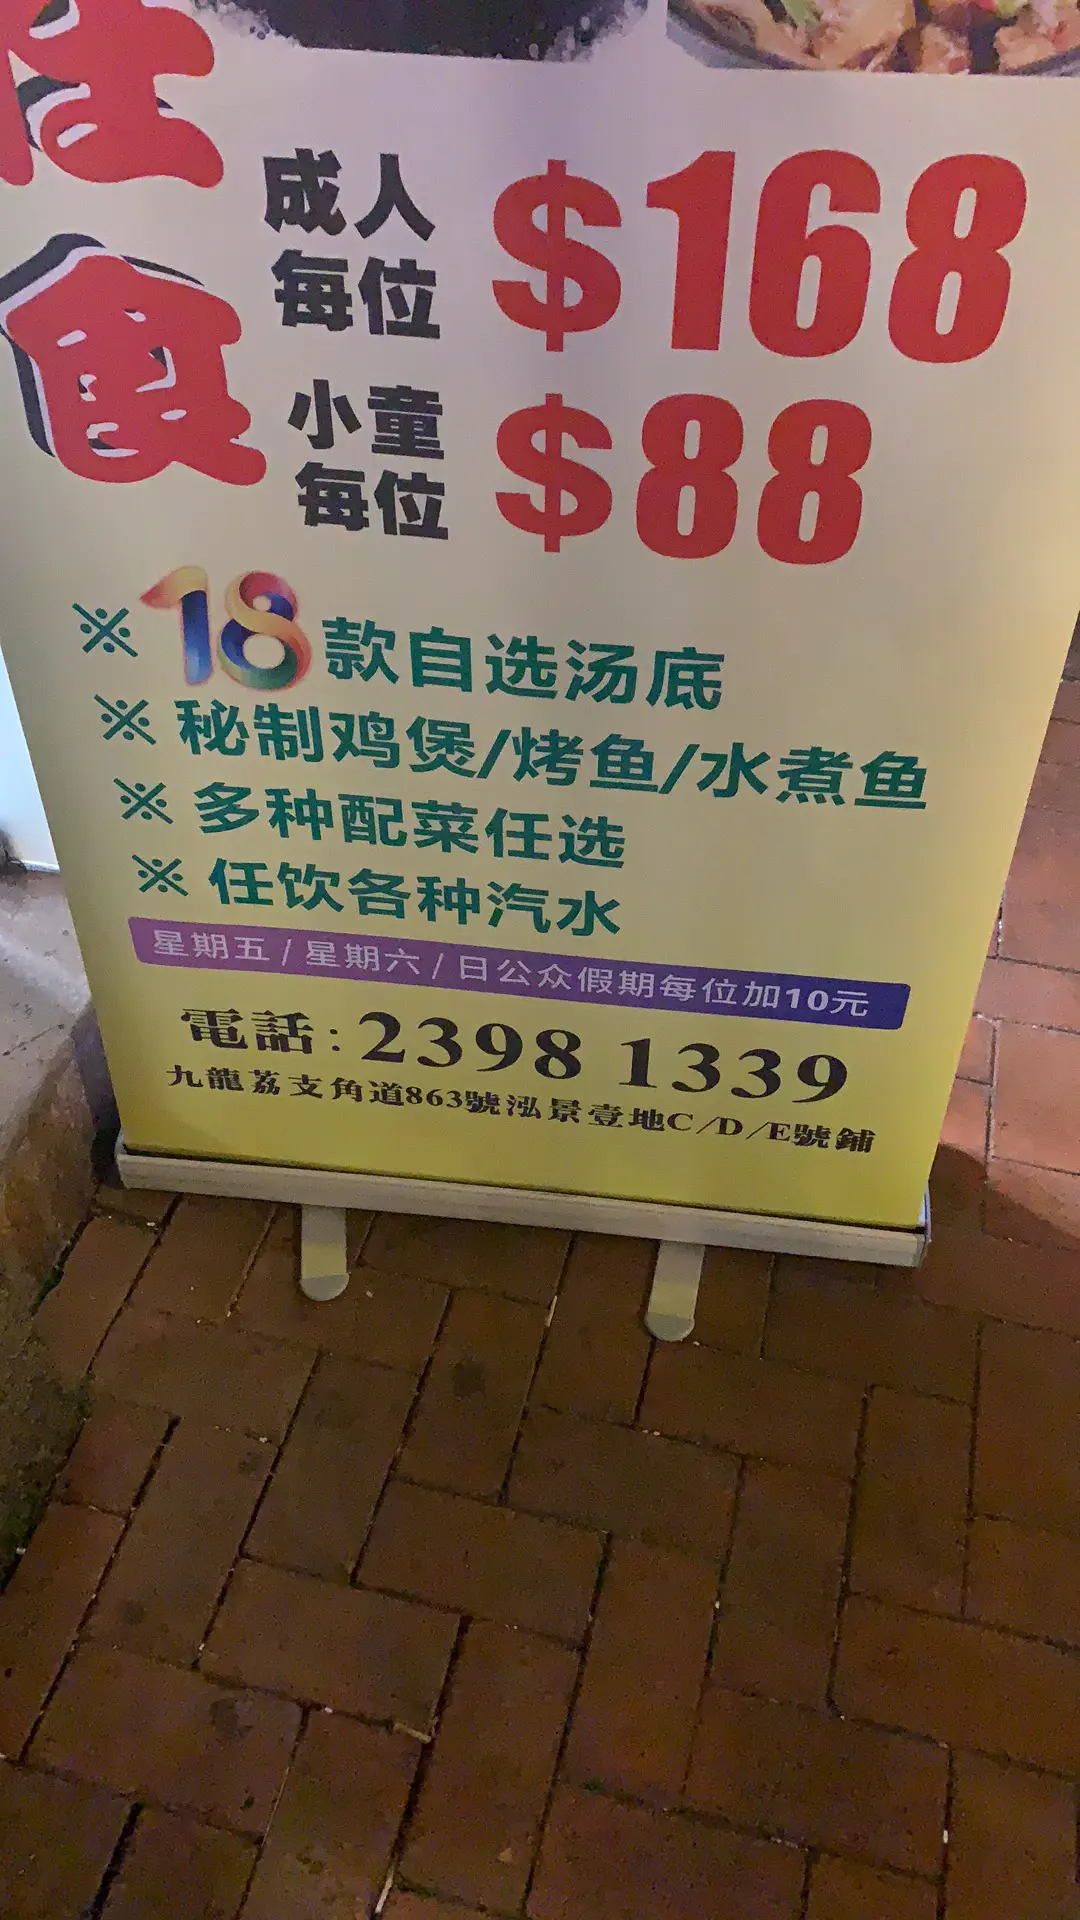 任
食
成人
每位
$168
小童
每位
$88
※18款自选汤底
※秘制鸡煲/烤鱼/水煮鱼
※多种配菜任选
※任饮各种汽水
星期五/星期六/日公众假期每位加10元
電話:2398 1339
九龍荔支角道863號泓景壹地C/D/E號鋪